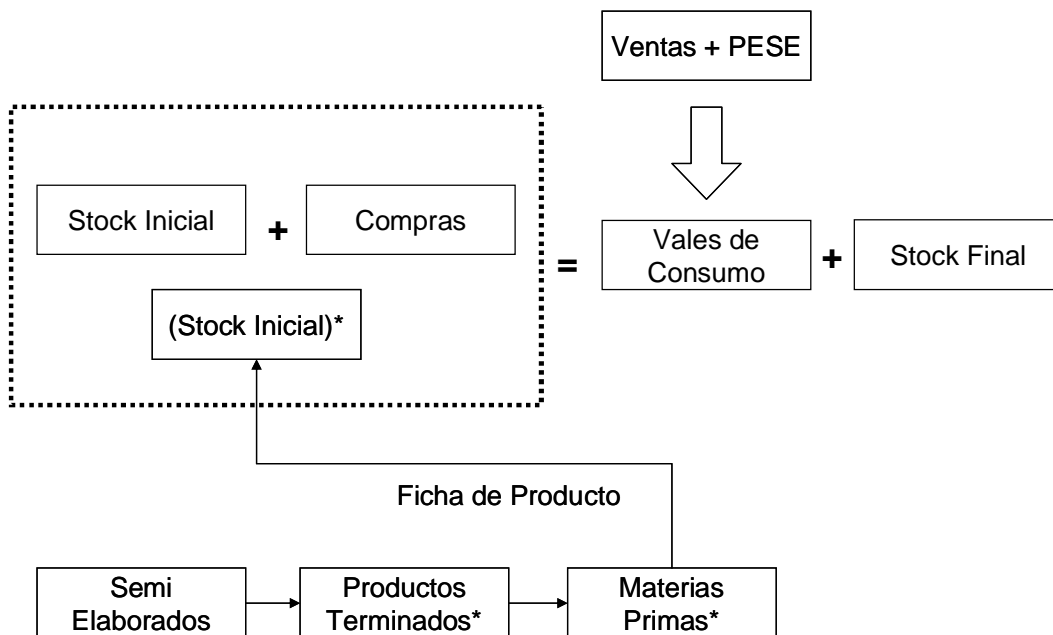 Ventas + PESE
Stock Inicial
+
Compras
=
Vales de
Consumo
+
Stock Final
(Stock Inicial)*
Ficha de Producto
Semi
Elaborados
Productos
Terminados*
Materias
Primas*